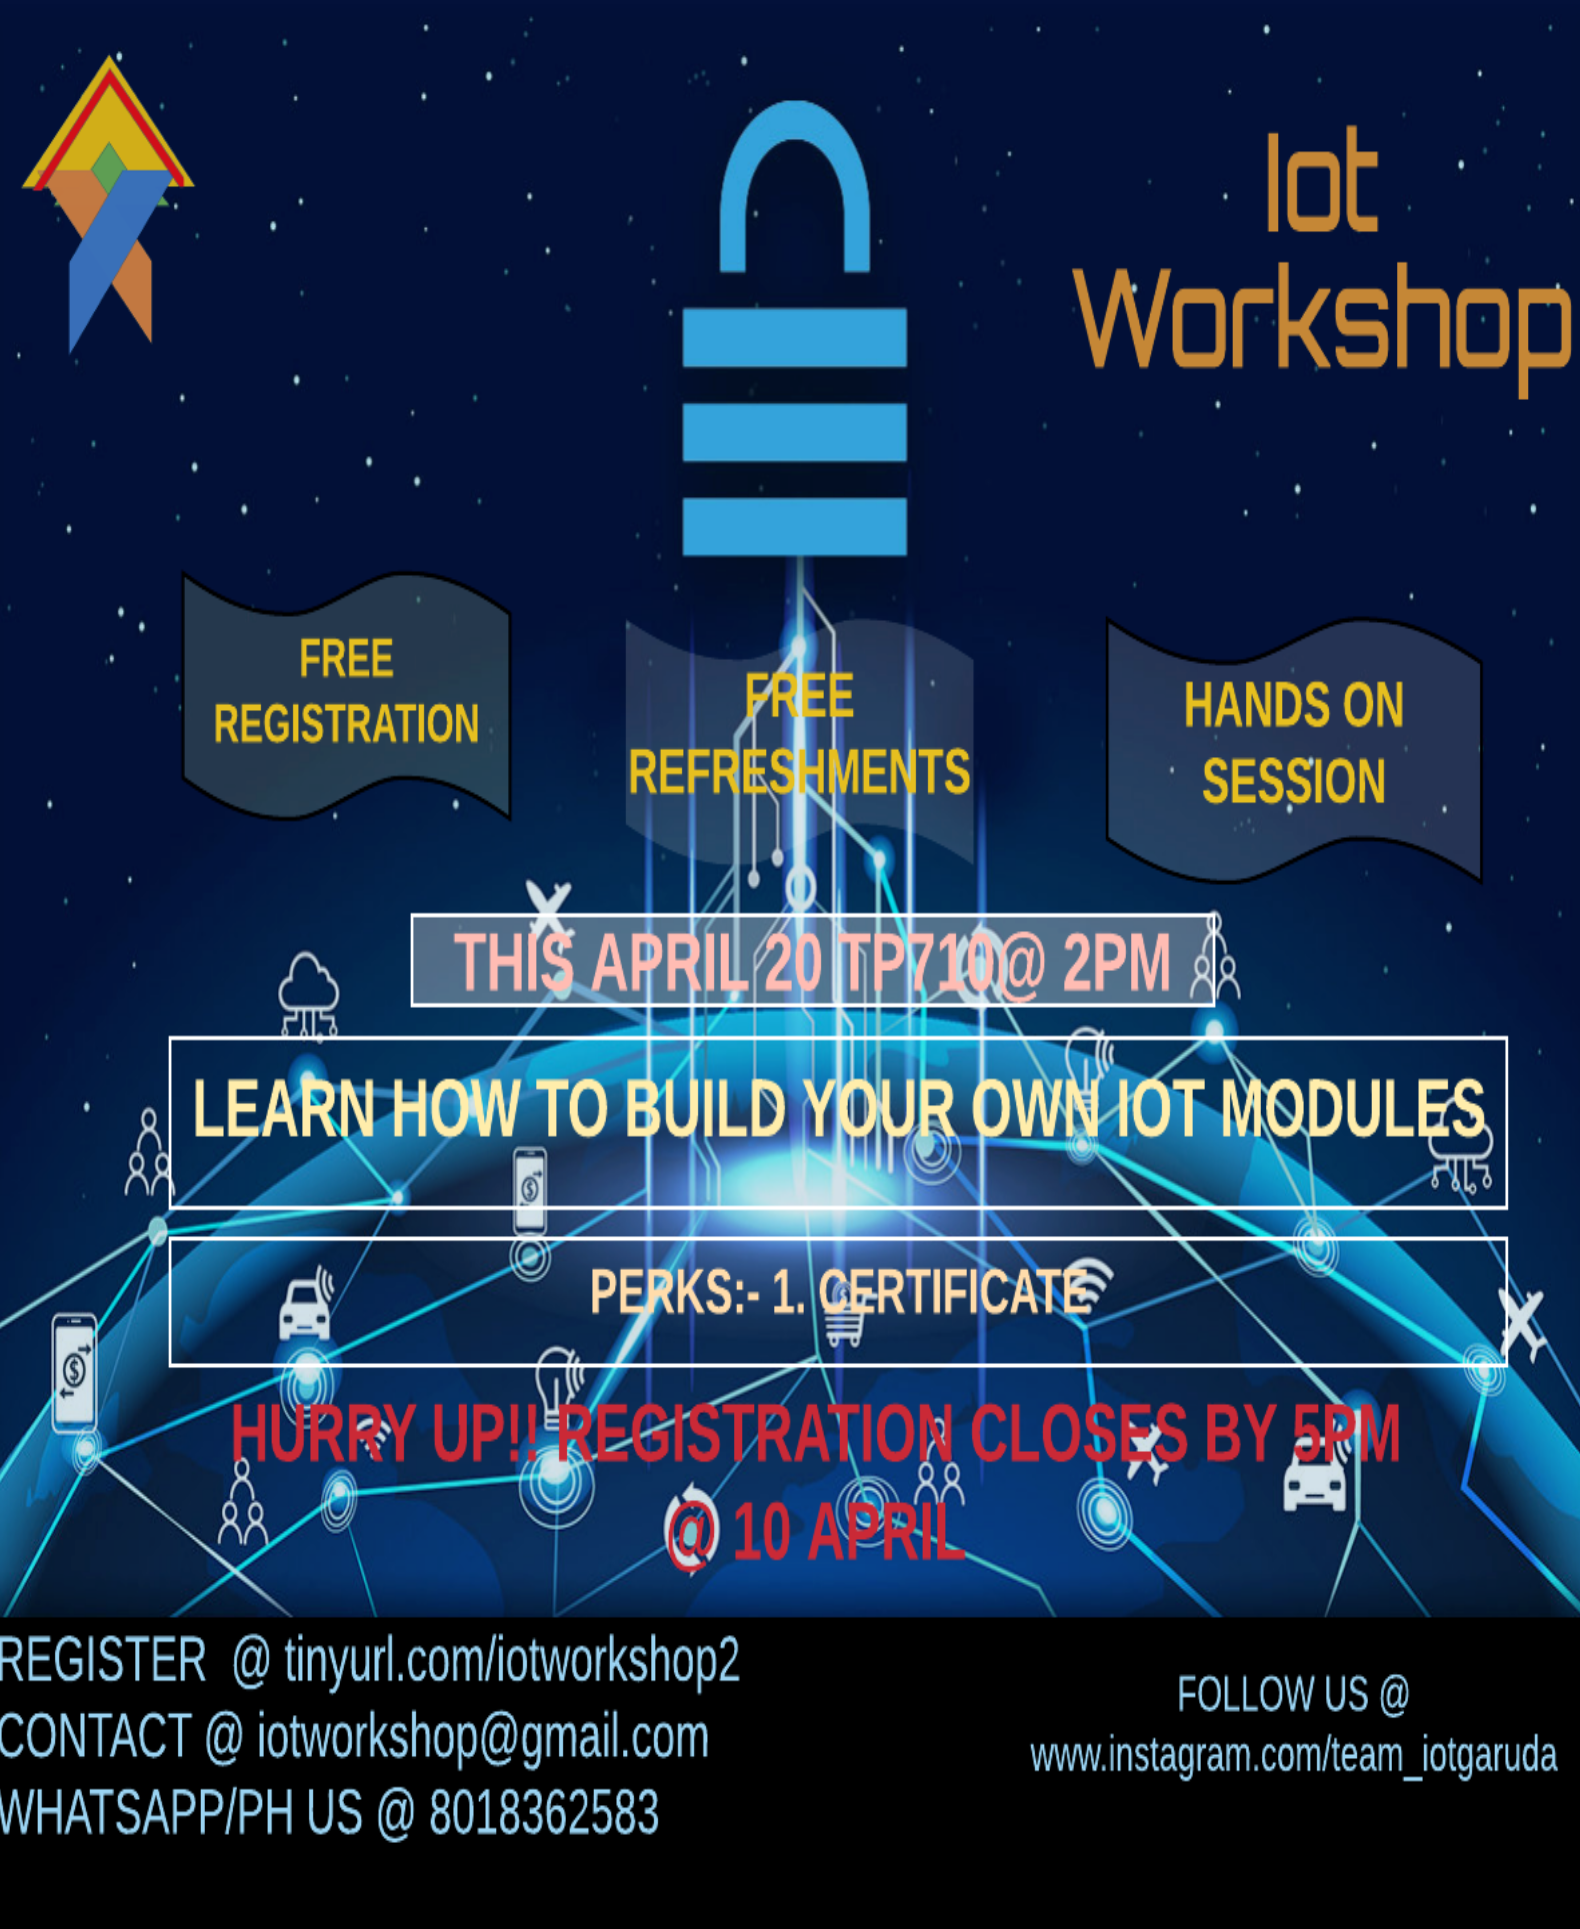 Iot
Workshop
FREE
REGISTRATION
FREE
REFRESHMENTS
HANDS ON
SESSION
THIS APRIL 20 TP710@ 2PM
LEARN HOW TO BUILD YOUR OWN IOT MODULES
PERKS:- 1. CERTIFICATE
HURRY UP!! REGISTRATION CLOSES BY 5PM
@ 10 APRIL
REGISTER @ tinyurl.com/iotworkshop2
CONTACT @ iotworkshop@gmail.com
WHATSAPP/PH US @ 8018362583
FOLLOW US @
www.instagram.com/team_iotgaruda